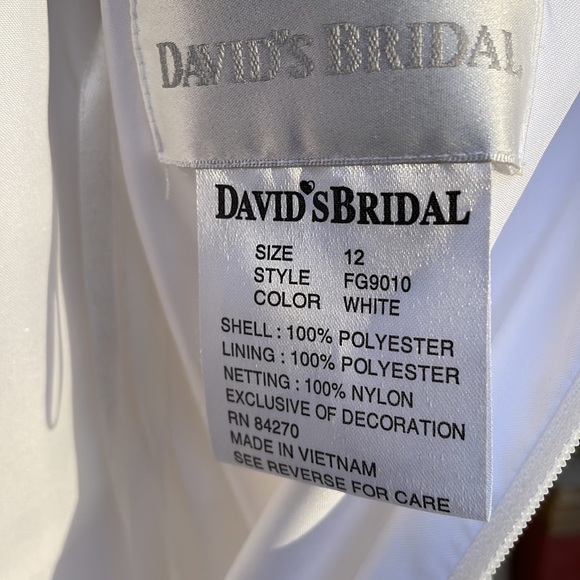 DAVID'S BRIDAL
DAVID'S BRIDAL
SIZE 12
STYLE FG9010
COLOR WHITE
SHELL : 100% POLYESTER
LINING : 100% POLYESTER
NETTING : 100% NYLON
EXCLUSIVE OF DECORATION
RN 84270
MADE IN VIETNAM
SEE REVERSE FOR CARE